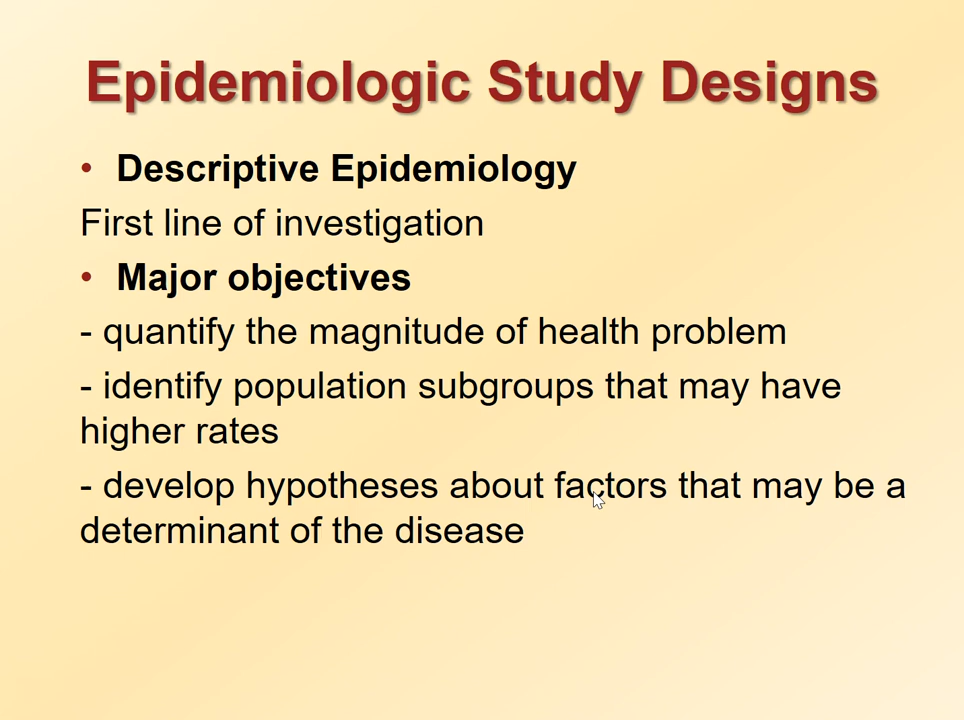 Epidemiologic Study Designs
• Descriptive Epidemiology
First line of investigation
• Major objectives
- quantify the magnitude of health problem
- identify population subgroups that may have
higher rates
- develop hypotheses about factors that may be a
determinant of the disease